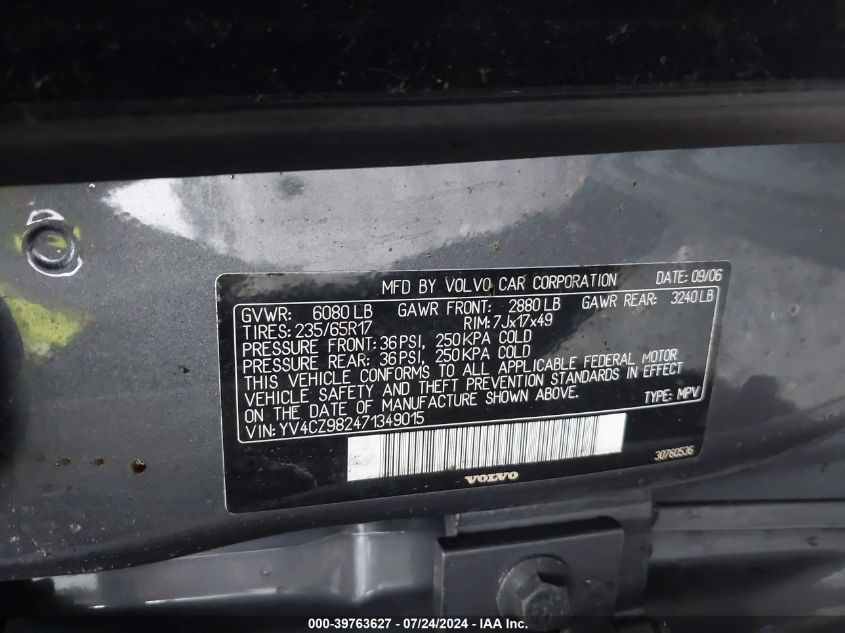 MFD BY VOLVO CAR CORPORATION DATE: 09/06
GVWR: 6080 LB GAWR FRONT: 2880 LB GAWR REAR: 3240 LB
TIRES: 235/65R17 RIM: 7Jx17x49
PRESSURE FRONT: 36 PSI, 250 KPA COLD
PRESSURE REAR: 36 PSI, 250 KPA COLD
THIS VEHICLE CONFORMS TO ALL APPLICABLE FEDERAL MOTOR
VEHICLE SAFETY AND THEFT PREVENTION STANDARDS IN EFFECT
ON THE DATE OF MANUFACTURE SHOWN ABOVE. TYPE: MPV
VIN: YV4CZ982471349015
30760536
VOLVO
000-39763627 - 07/24/2024 - IAA Inc.